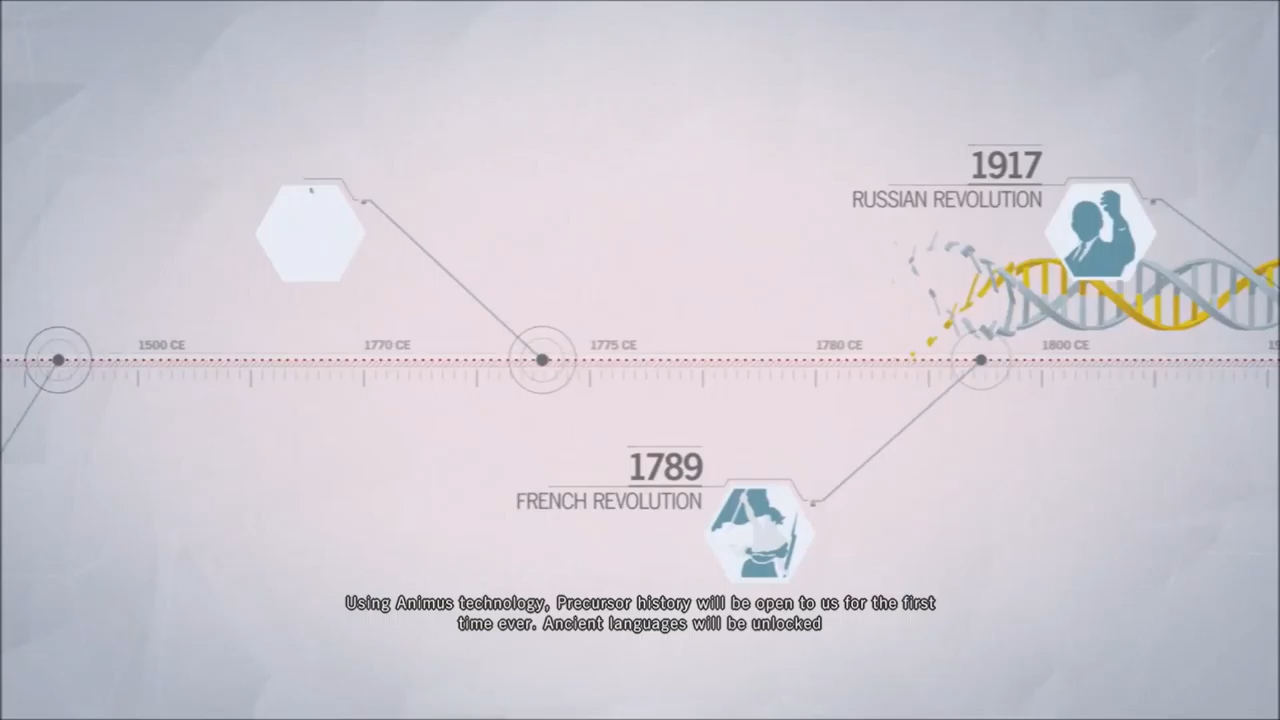 1917
RUSSIAN REVOLUTION
1500 CE
1770 CE
1775 CE
1780 CE
1800 CE
1789
FRENCH REVOLUTION
Using Animus technology, Precursor history will be open to us for the first
time ever. Ancient languages will be unlocked